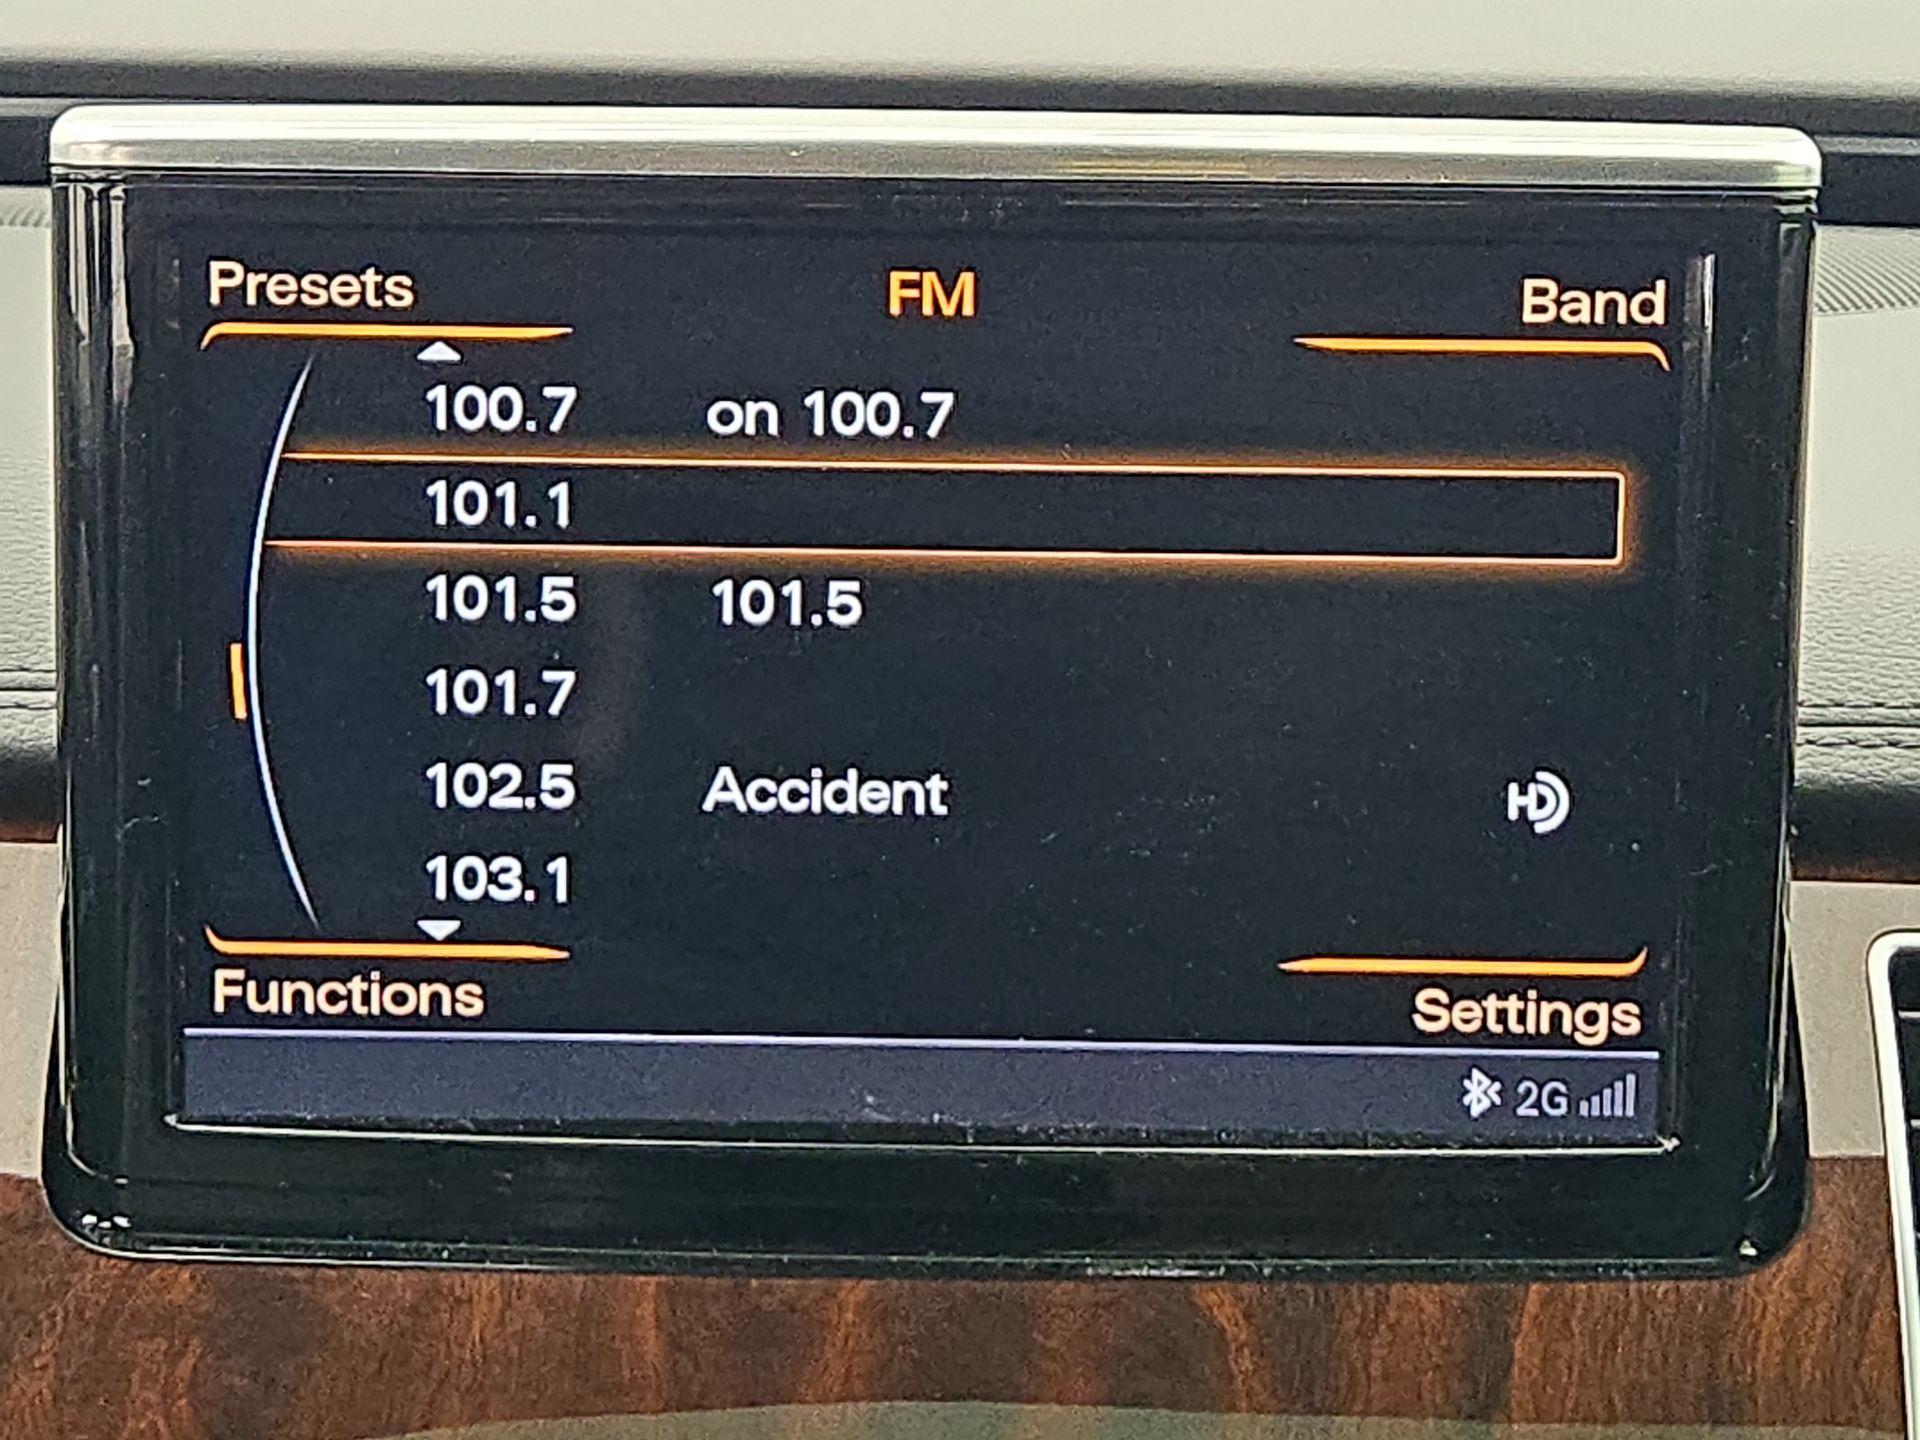 Presets
FM
Band
100.7 on 100.7
101.1
101.5 101.5
101.7
102.5 Accident HD
103.1
Functions
Settings
2G